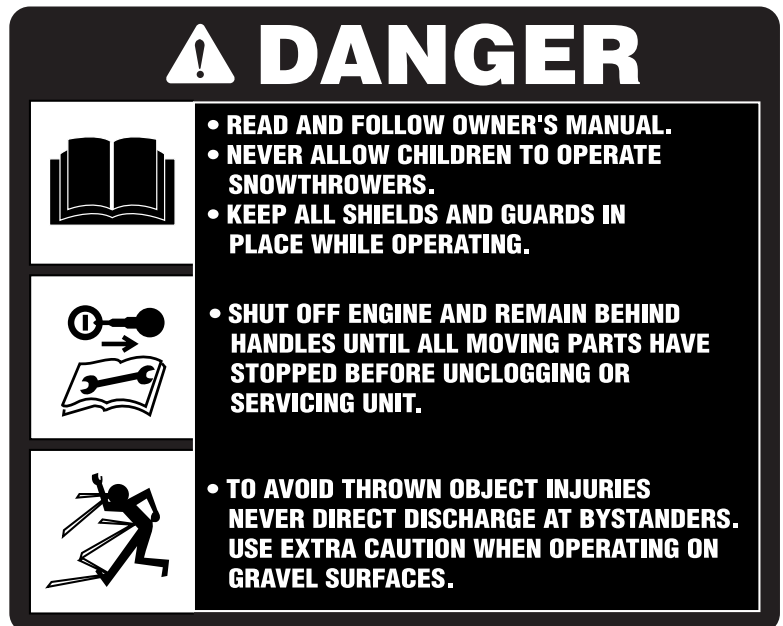 DANGER
• READ AND FOLLOW OWNER'S MANUAL.
• NEVER ALLOW CHILDREN TO OPERATE
SNOWTHROWERS.
• KEEP ALL SHIELDS AND GUARDS IN
PLACE WHILE OPERATING.
• SHUT OFF ENGINE AND REMAIN BEHIND
HANDLES UNTIL ALL MOVING PARTS HAVE
STOPPED BEFORE UNCLOGGING OR
SERVICING UNIT.
• TO AVOID THROWN OBJECT INJURIES
NEVER DIRECT DISCHARGE AT BYSTANDERS.
USE EXTRA CAUTION WHEN OPERATING ON
GRAVEL SURFACES.